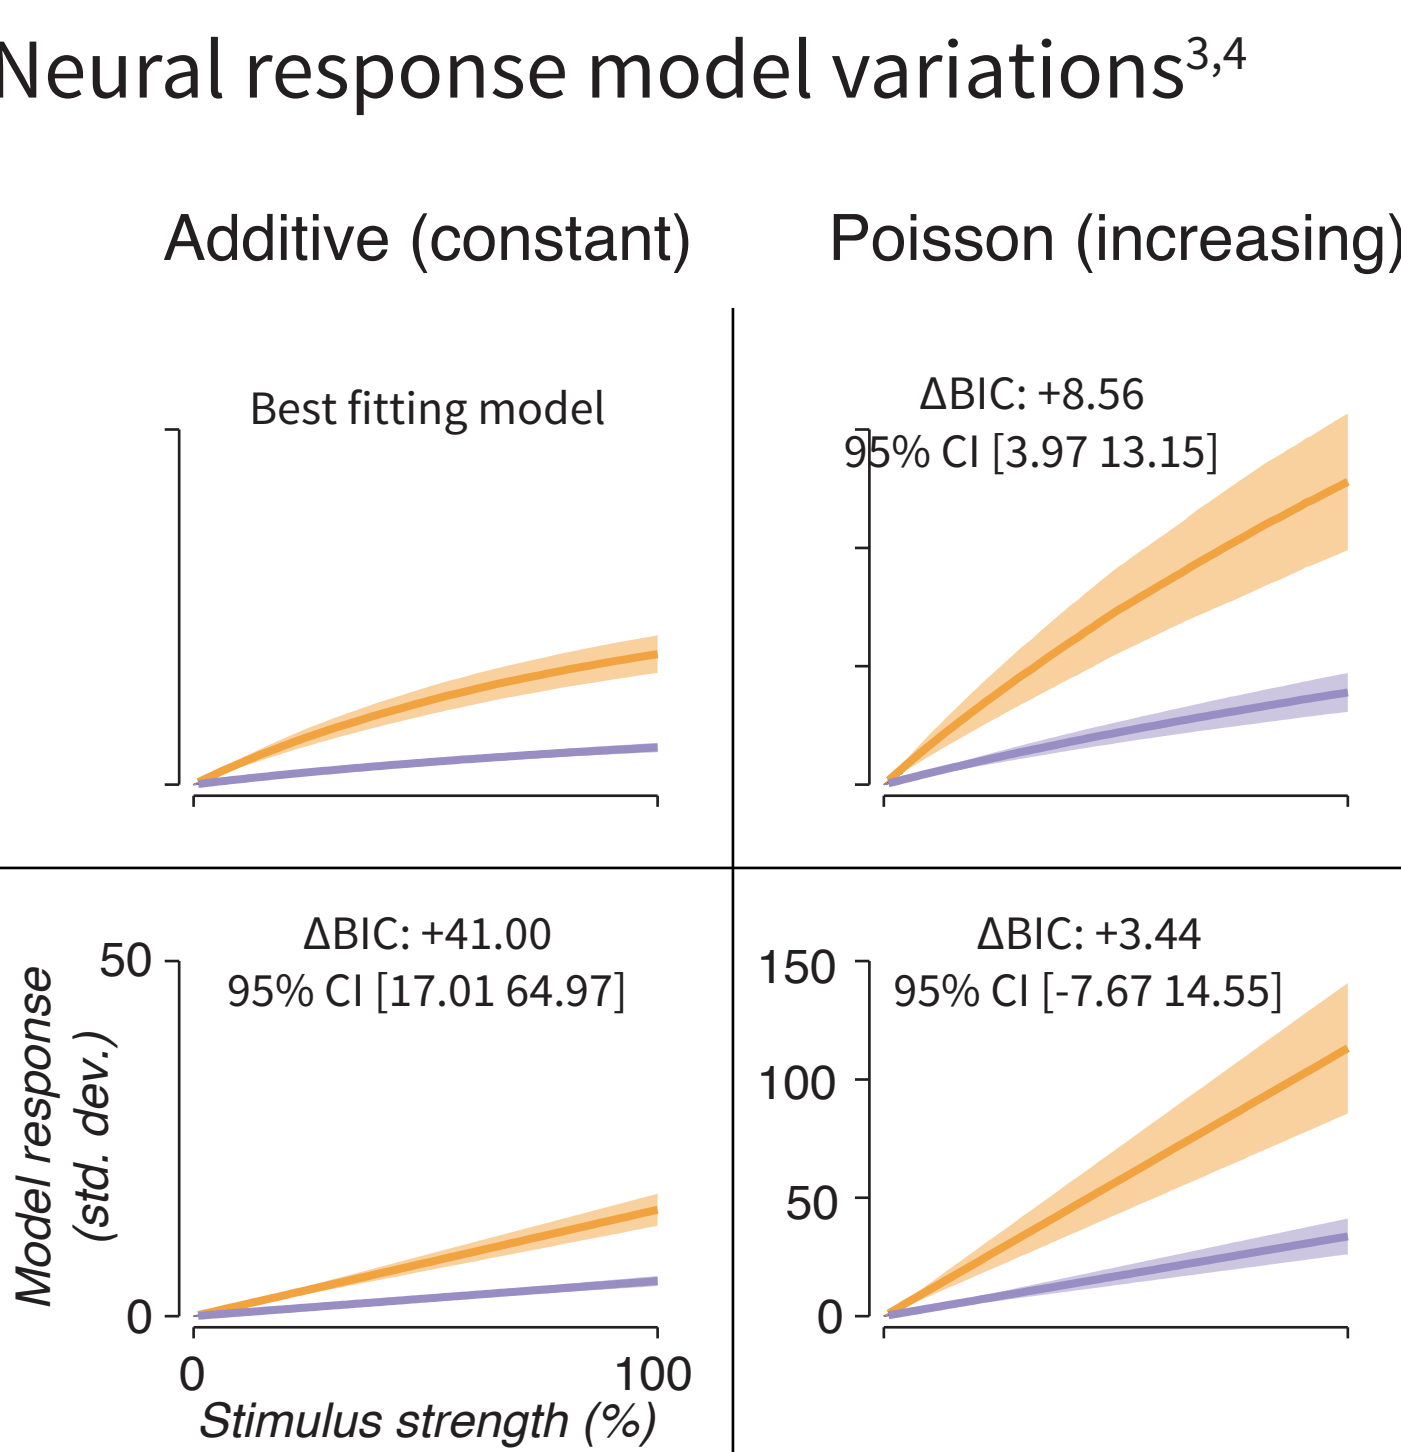 Neural response model variations3,4
Additive (constant)
Poisson (increasing)
Best fitting model
ΔBIC: +8.56
95% CI [3.97 13.15]
ΔBIC: +41.00
95% CI [17.01 64.97]
50
0
Model response
(std. dev.)
0
100
Stimulus strength (%)
ΔBIC: +3.44
95% CI [-7.67 14.55]
150
100
50
0